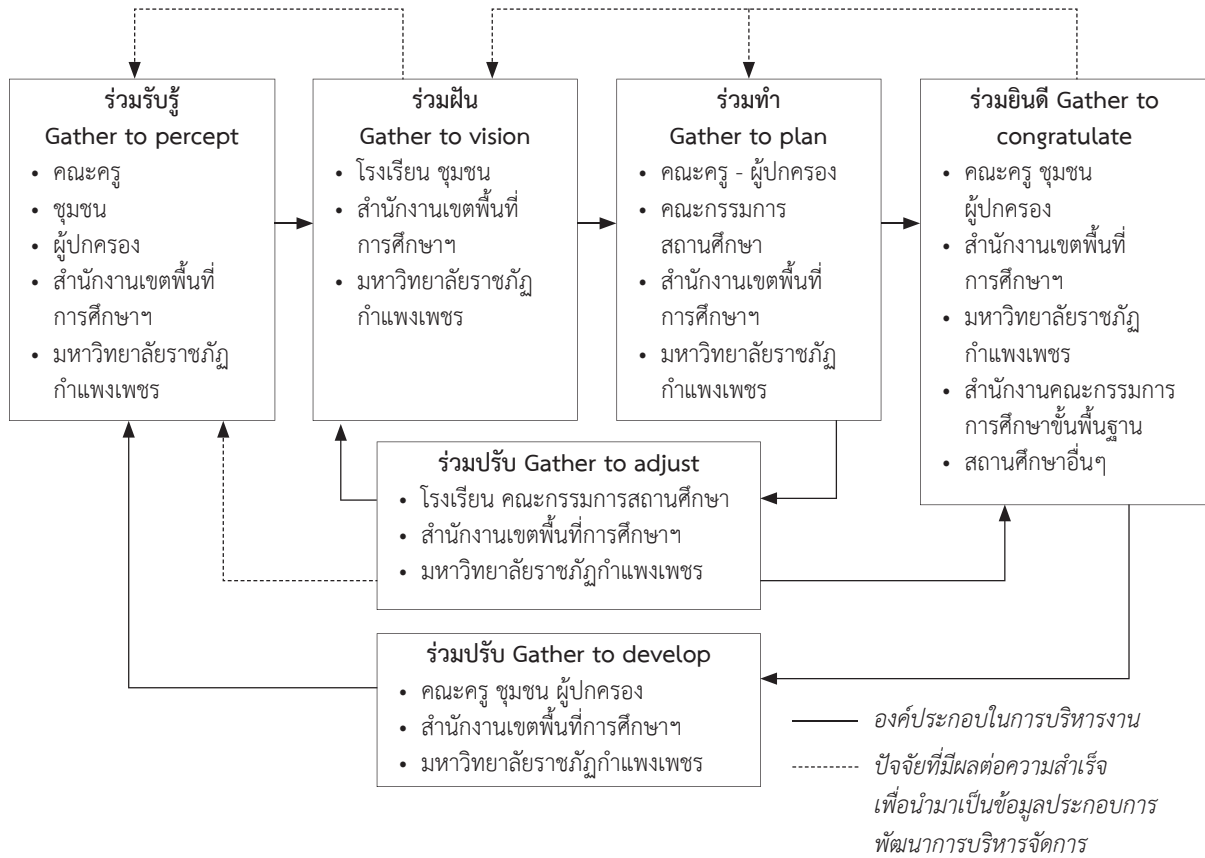 ร่วมรับรู้
Gather to percept
• คณะครู
• ชุมชน
• ผู้ปกครอง
• สำนักงานเขตพื้นที่
การศึกษาฯ
• มหาวิทยาลัยราชภัฏ
กำแพงเพชร
ร่วมฝัน
Gather to vision
• โรงเรียน ชุมชน
• สำนักงานเขตพื้นที่
การศึกษาฯ
• มหาวิทยาลัยราชภัฏ
กำแพงเพชร
ร่วมทำ
Gather to plan
• คณะครู - ผู้ปกครอง
• คณะกรรมการ
สถานศึกษา
• สำนักงานเขตพื้นที่
การศึกษาฯ
• มหาวิทยาลัยราชภัฏ
กำแพงเพชร
ร่วมยินดี Gather to
congratulate
• คณะครู ชุมชน
ผู้ปกครอง
• สำนักงานเขตพื้นที่
การศึกษาฯ
• มหาวิทยาลัยราชภัฏ
กำแพงเพชร
• สำนักงานคณะกรรมการ
การศึกษาขั้นพื้นฐาน
• สถานศึกษาอื่นๆ
ร่วมปรับ Gather to adjust
• โรงเรียน คณะกรรมการสถานศึกษา
• สำนักงานเขตพื้นที่การศึกษาฯ
• มหาวิทยาลัยราชภัฏกำแพงเพชร
ร่วมปรับ Gather to develop
• คณะครู ชุมชน ผู้ปกครอง
• สำนักงานเขตพื้นที่การศึกษาฯ
• มหาวิทยาลัยราชภัฏกำแพงเพชร
องค์ประกอบในการบริหารงาน
ปัจจัยที่มีผลต่อความสำเร็จ
เพื่อนำมาเป็นข้อมูลประกอบการ
พัฒนาการบริหารจัดการ